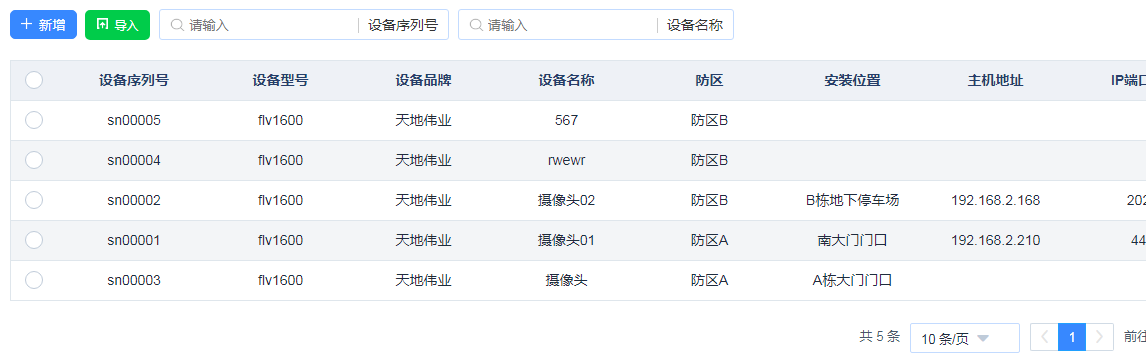 新增 导入 请输入 设备序列号 请输入 设备名称
设备序列号 设备型号 设备品牌 设备名称 防区 安装位置 主机地址 IP端口
sn00005 flv1600 天地伟业 567 防区B
sn00004 flv1600 天地伟业 rwewr 防区B
sn00002 flv1600 天地伟业 摄像头02 防区B B栋地下停车场 192.168.2.168 202
sn00001 flv1600 天地伟业 摄像头01 防区A 南大门门口 192.168.2.210 44
sn00003 flv1600 天地伟业 摄像头 防区A A栋大门门口
共 5 条 10 条/页 1 前往